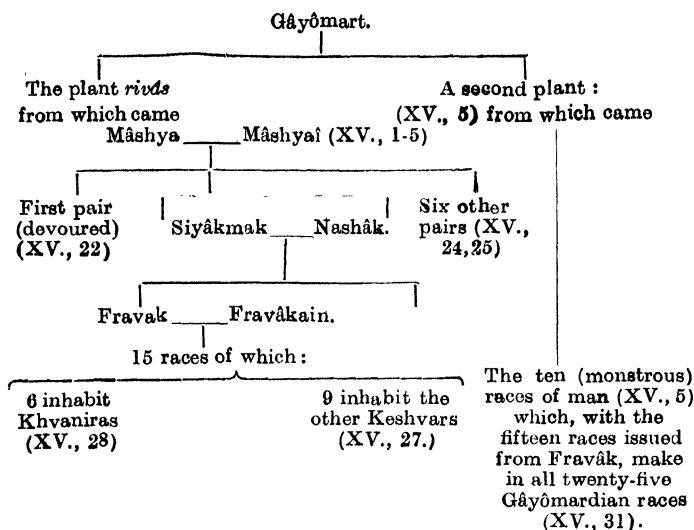 Gâyômart.
The plant rivâs
from which came
Mâshya Mâshyaî (XV., 1-5)
A second plant :
(XV., 5) from which came
First pair
(devoured)
(XV., 22)
Siyâkmak Nashâk.
Six other
pairs (XV.,
24,25)
Fravak Fravâkain.
15 races of which :
6 inhabit
Khvaniras
(XV., 28)
9 inhabit the
other Keshvars
(XV., 27.)
The ten (monstrous)
races of man (XV., 5)
which, with the
fifteen races issued
from Fravâk, make
in all twenty-five
Gâyômardian races
(XV., 31).